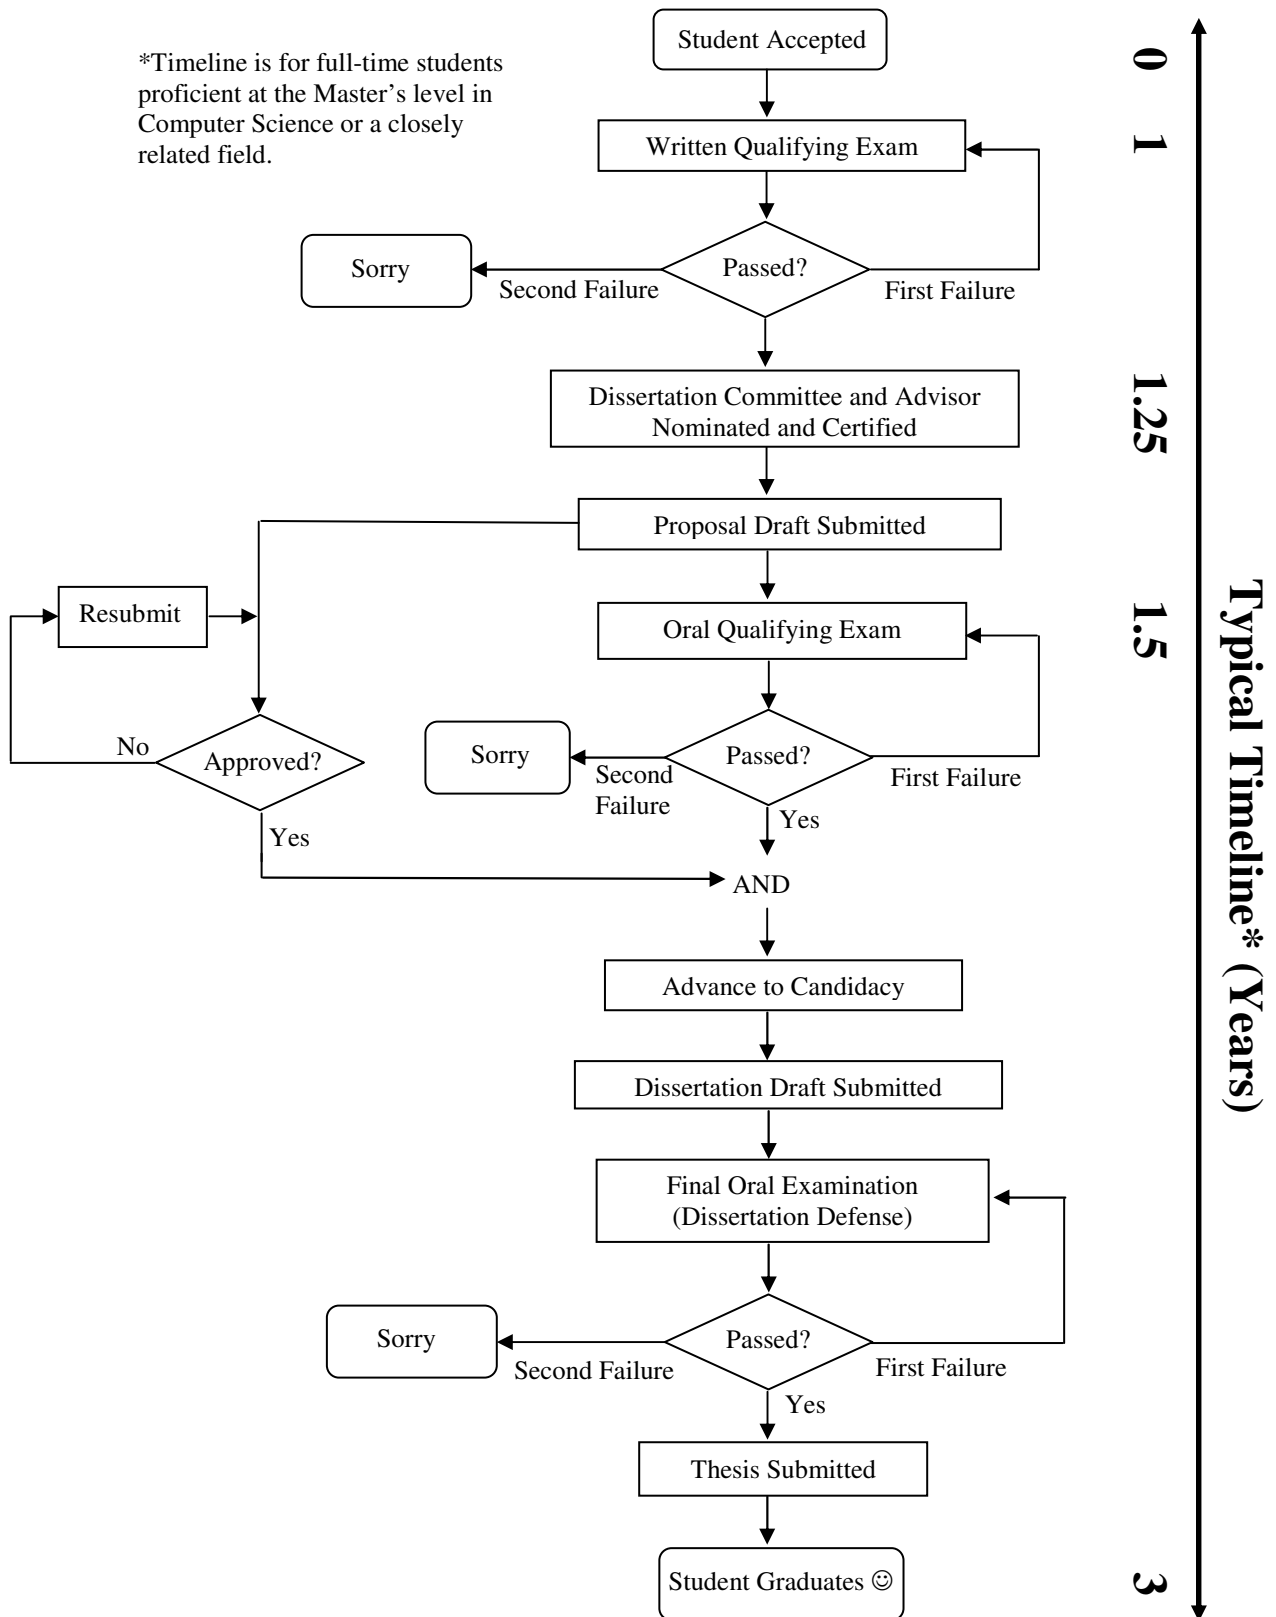 Student Accepted
0
*Timeline is for full-time students
proficient at the Master's level in
Computer Science or a closely
related field.
Written Qualifying Exam
1
Passed?
Sorry
Second Failure
First Failure
Dissertation Committee and Advisor
Nominated and Certified
1.25
Proposal Draft Submitted
Resubmit
Oral Qualifying Exam
1.5
Typical Timeline* (Years)
No
Approved?
Sorry
Passed?
Second
Failure
First Failure
Yes
Yes
AND
Advance to Candidacy
Dissertation Draft Submitted
Final Oral Examination
(Dissertation Defense)
Sorry
Passed?
Second Failure
First Failure
Yes
Thesis Submitted
Student Graduates ☺
3